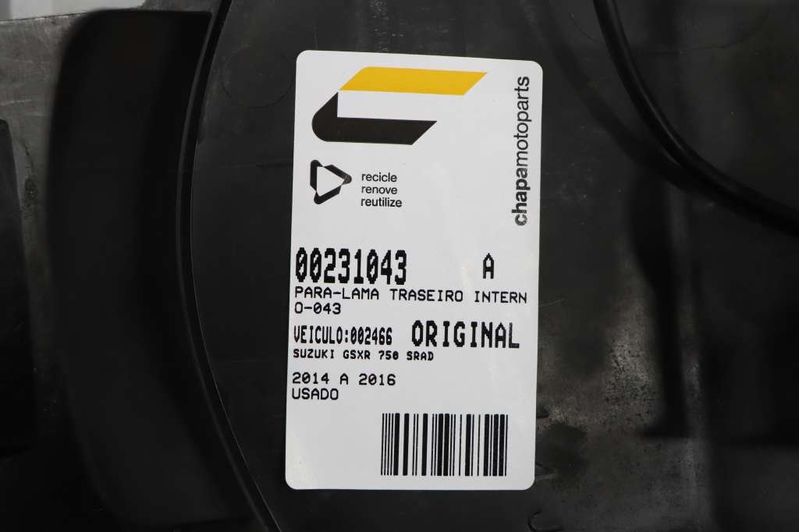 chapamotoparts
recicle
renove
reutilize
00231043 A
PARA-LAMA TRASEIRO INTERN
O-043
VEICULO:002466 ORIGINAL
SUZUKI GSXR 750 SRAD
2014 A 2016
USADO